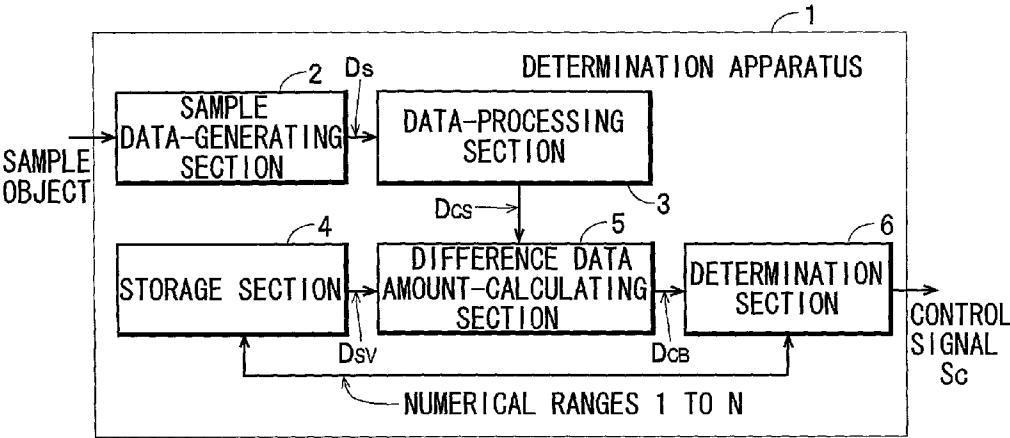 1
DETERMINATION APPARATUS
2
Ds
SAMPLE
DATA-GENERATING
SECTION
DATA-PROCESSING
SECTION
SAMPLE
OBJECT
3
DCS
4
5
6
STORAGE SECTION
DIFFERENCE DATA
AMOUNT-CALCULATING
SECTION
DETERMINATION
SECTION
DSV
DCB
CONTROL
SIGNAL
Sc
NUMERICAL RANGES 1 TO N